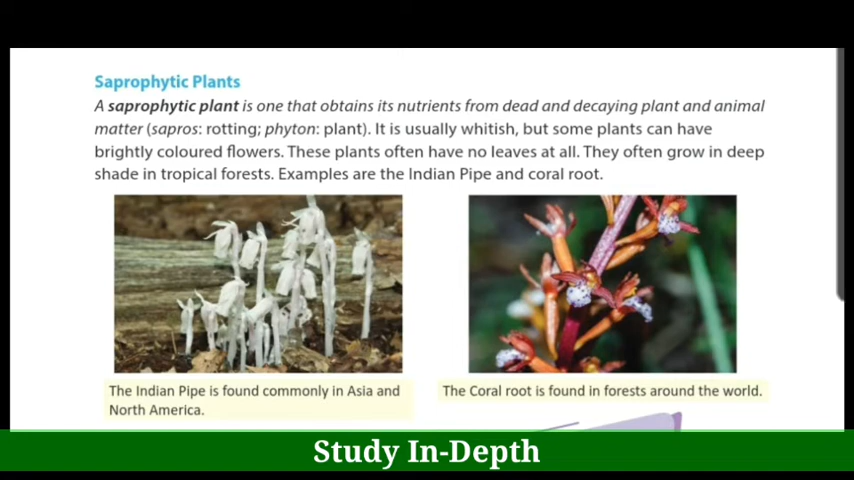 Saprophytic Plants
A saprophytic plant is one that obtains its nutrients from dead and decaying plant and animal
matter (sapros: rotting; phyton: plant). It is usually whitish, but some plants can have
brightly coloured flowers. These plants often have no leaves at all. They often grow in deep
shade in tropical forests. Examples are the Indian Pipe and coral root.
The Indian Pipe is found commonly in Asia and
North America.
The Coral root is found in forests around the world.
Study In-Depth